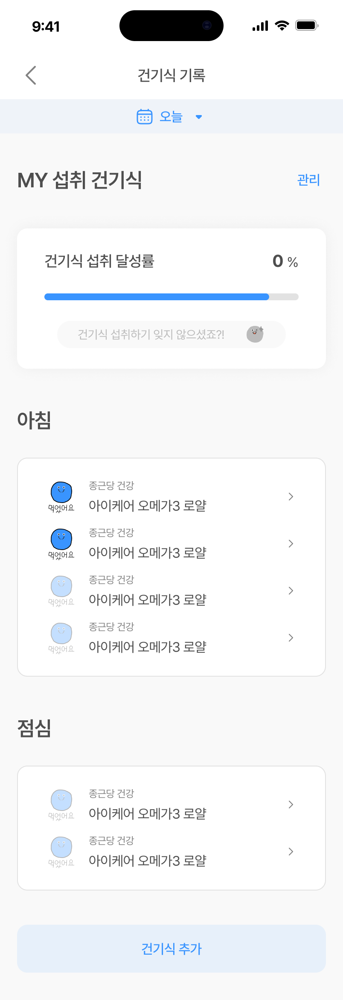 9:41
건기식 기록
오늘
MY 섭취 건기식
관리
건기식 섭취 달성률
0 %
건기식 섭취하기 잊지 않으셨죠?!
아침
종근당 건강
아이케어 오메가3 로얄
먹었어요
종근당 건강
아이케어 오메가3 로얄
먹었어요
종근당 건강
아이케어 오메가3 로얄
먹었어요
종근당 건강
아이케어 오메가3 로얄
먹었어요
점심
종근당 건강
아이케어 오메가3 로얄
먹었어요
종근당 건강
아이케어 오메가3 로얄
먹었어요
건기식 추가